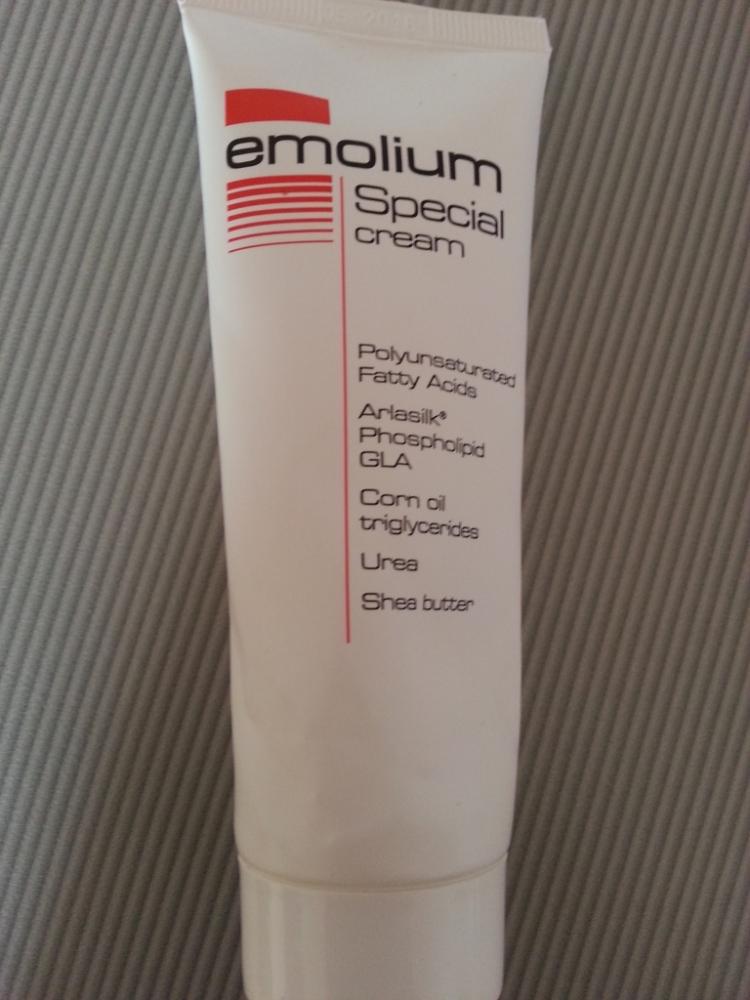 emolium
Special
cream
Polyunsaturated
Fatty Acids
Arlasilk®
Phospholipid
GLA
Corn oil
triglycerides
Urea
Shea butter